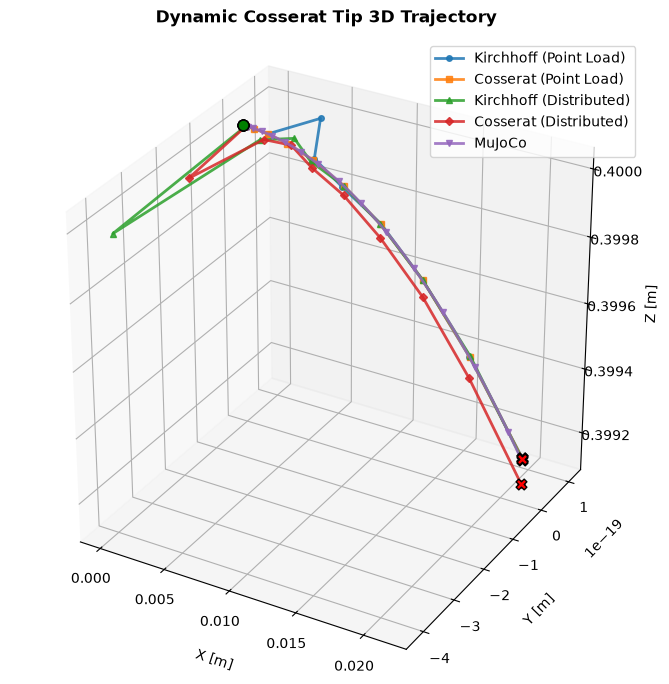 Dynamic Cosserat Tip 3D Trajectory
Kirchhoff (Point Load)
Cosserat (Point Load)
Kirchhoff (Distributed)
Cosserat (Distributed)
MuJoCo
0.4000
0.3998
0.3996
0.3994
0.3992
Z [m]
1
0
−1
−2
−3
−4
1e−19
Y [m]
0.000
0.005
0.010
0.015
0.020
X [m]